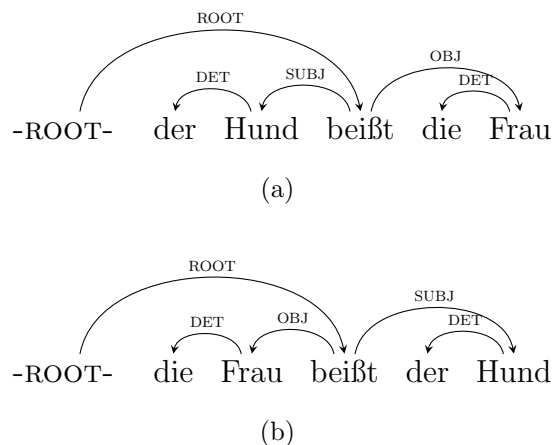 ROOT
OBJ
DET SUBJ DET
-ROOT- der Hund beißt die Frau
(a)
ROOT
SUBJ
DET OBJ DET
-ROOT- die Frau beißt der Hund
(b)